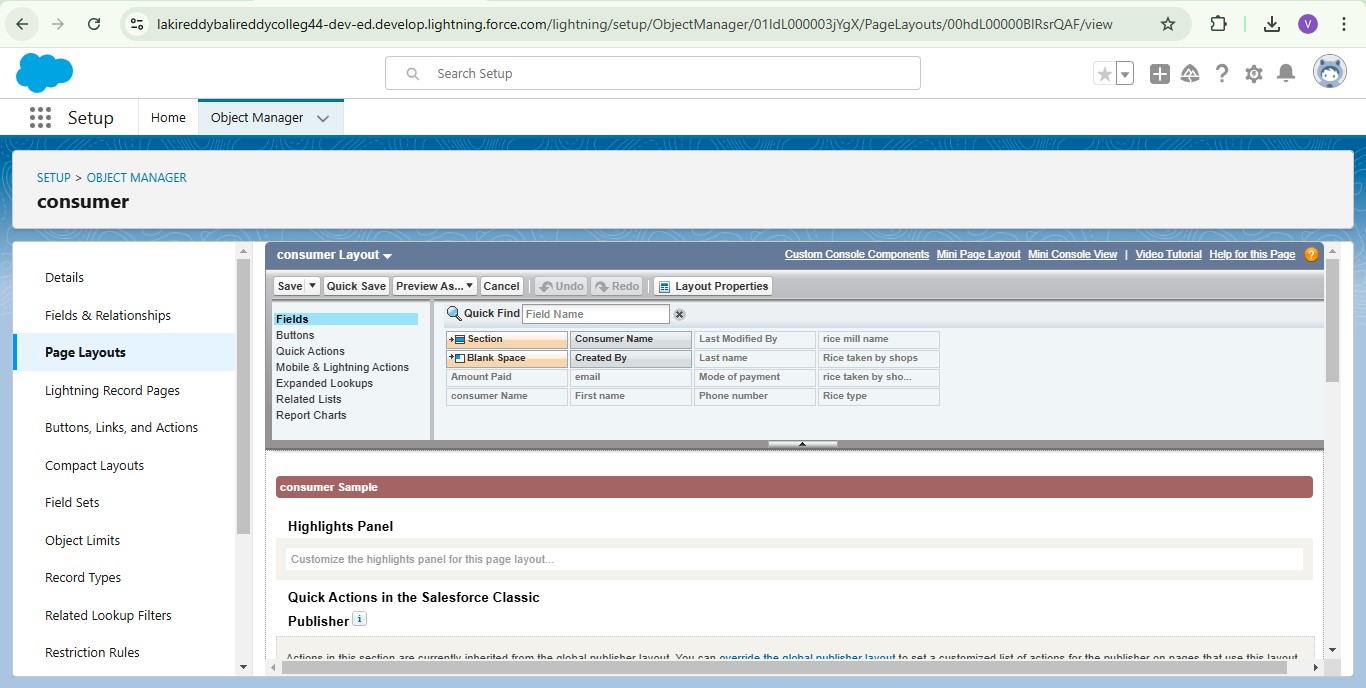 lakireddybalireddycolleg44-dev-ed.develop.lightning.force.com/lightning/setup/ObjectManager/01IdL000003jYgX/PageLayouts/00hdL00000BIRsrQAF/view
V
Search Setup
Setup
Home
Object Manager
SETUP > OBJECT MANAGER
consumer
Details
Fields & Relationships
Page Layouts
Lightning Record Pages
Buttons, Links, and Actions
Compact Layouts
Field Sets
Object Limits
Record Types
Related Lookup Filters
Restriction Rules
consumer Layout
Custom Console Components Mini Page Layout Mini Console View | Video Tutorial Help for this Page ?
Save Quick Save Preview As... Cancel Undo Redo Layout Properties
Fields
Buttons
Quick Actions
Mobile & Lightning Actions
Expanded Lookups
Related Lists
Report Charts
Quick Find Field Name
Section Consumer Name Last Modified By rice mill name
Blank Space Created By Last name Rice taken by shops
Amount Paid email Mode of payment rice taken by sho...
consumer Name First name Phone number Rice type
consumer Sample
Highlights Panel
Customize the highlights panel for this page layout...
Quick Actions in the Salesforce Classic
Publisher i
Actions in this section are currently inherited from the global publisher layout. You can override the global publisher layout to set a customized list of actions for the publisher on pages that use this layout